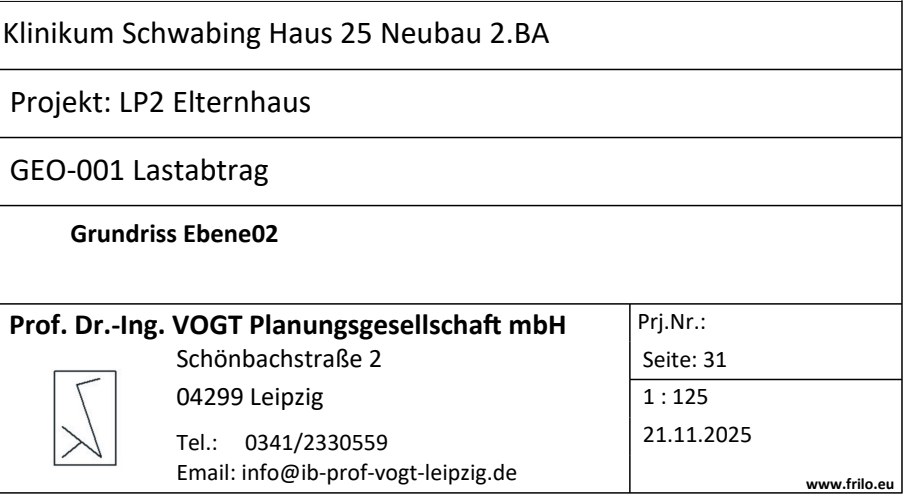 Klinikum Schwabing Haus 25 Neubau 2.BA
Projekt: LP2 Elternhaus
GEO-001 Lastabtrag
Grundriss Ebene02
Prof. Dr.-Ing. VOGT Planungsgesellschaft mbH
Schönbachstraße 2
04299 Leipzig
Tel.: 0341/2330559
Email: info@ib-prof-vogt-leipzig.de
Prj.Nr.:
Seite: 31
1 : 125
21.11.2025
www.frilo.eu